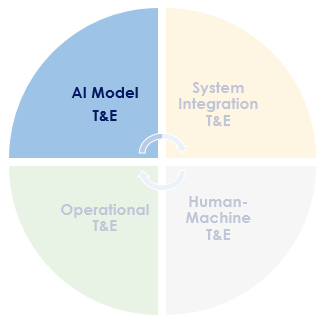 AI Model
T&E
System
Integration
T&E
Operational
T&E
Human-
Machine
T&E